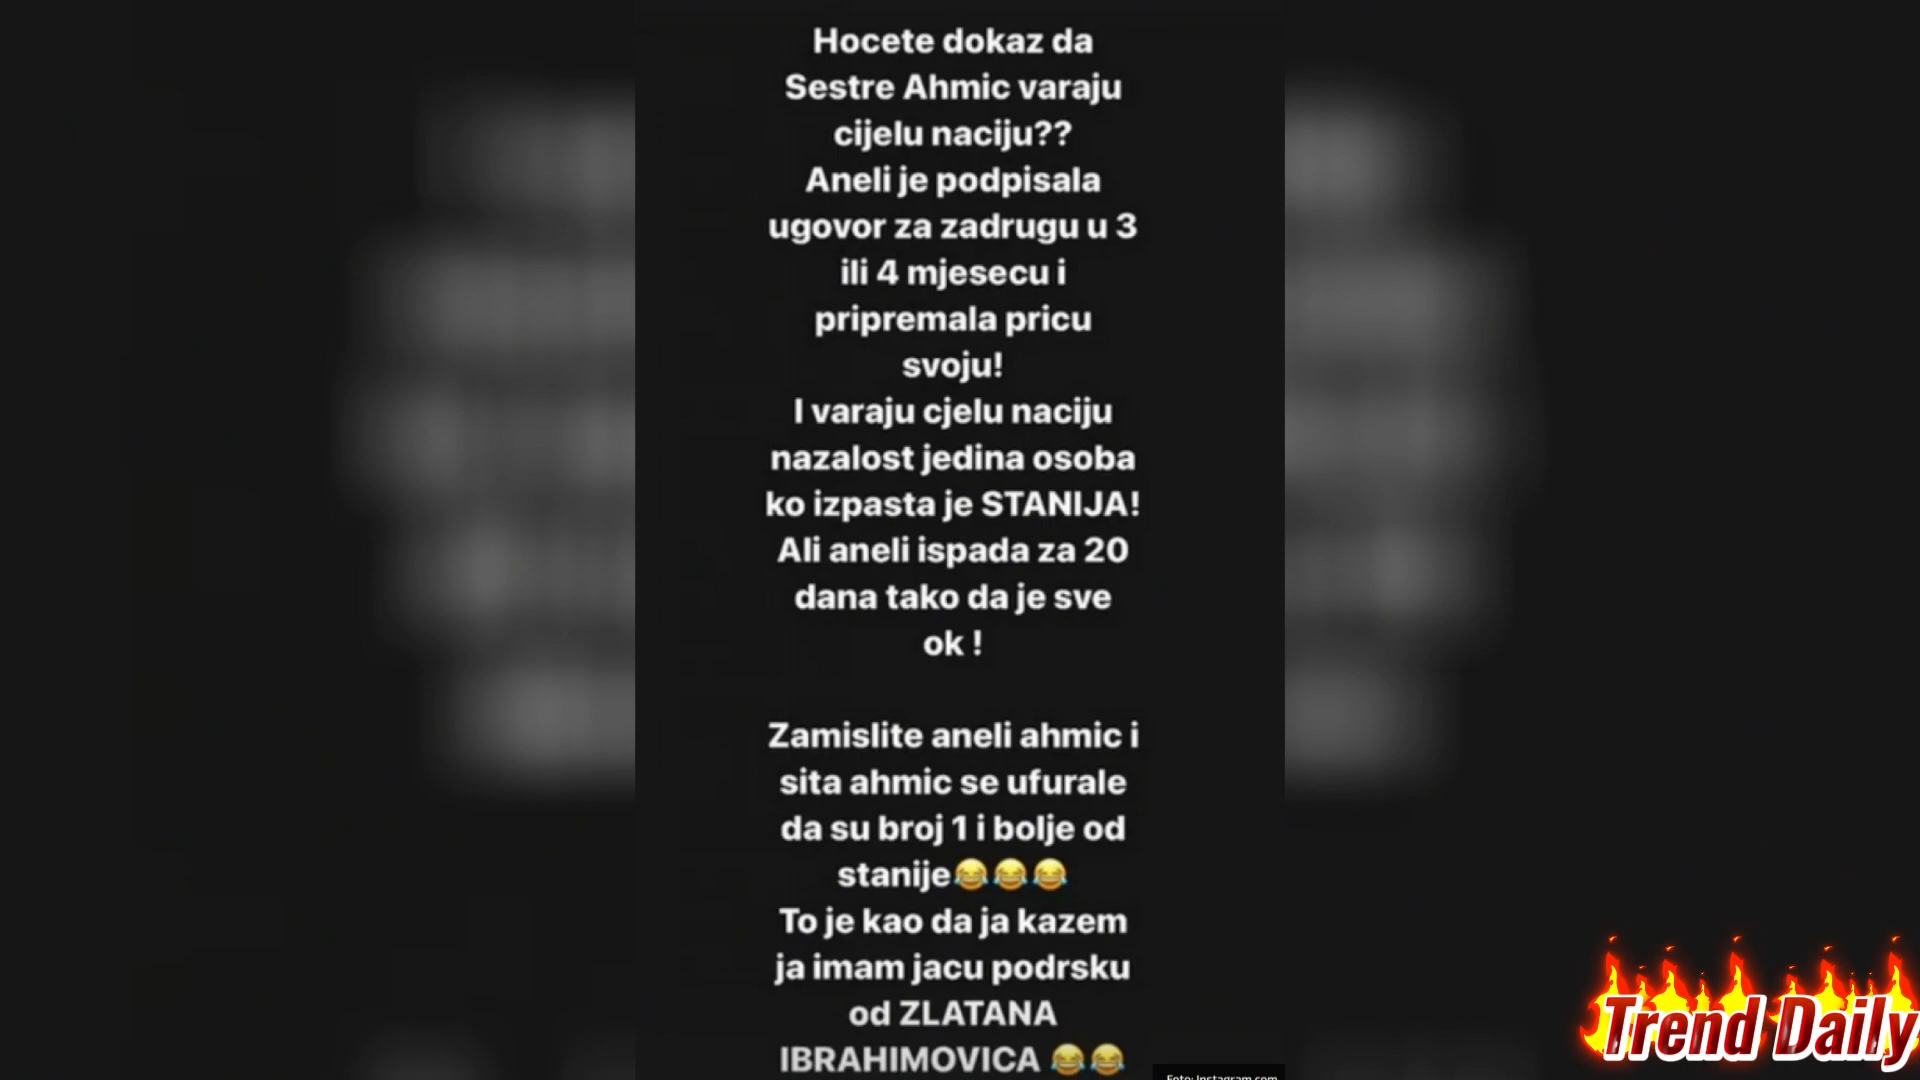 Hocete dokaz da
Sestre Ahmic varaju
cijelu naciju??
Aneli je podpisala
ugovor za zadrugu u 3
ili 4 mjesecu i
pripremala pricu
svoju!
I varaju cjelu naciju
nazalost jedina osoba
ko izpasta je STANIJA!
Ali aneli ispada za 20
dana tako da je sve
ok !
Zamislite aneli ahmic i
sita ahmic se ufurale
da su broj 1 i bolje od
stanije😂😂😂
To je kao da ja kazem
ja imam jacu podrsku
od ZLATANA
IBRAHIMOVICA 😂😂
Foto: Instagram.com
Trend Daily